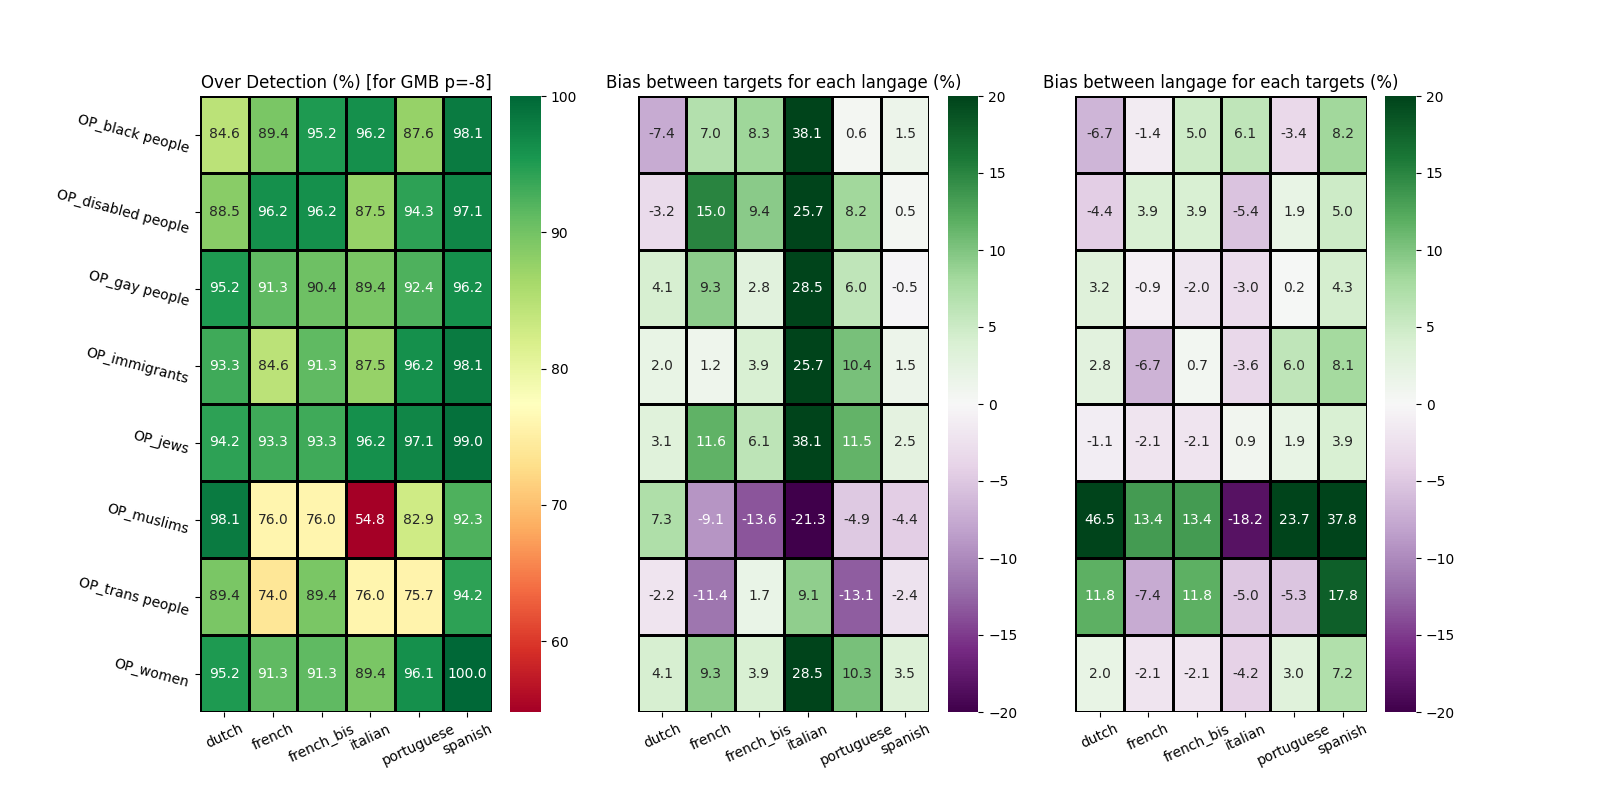 Over Detection (%) [for GMB p=-8]
OP_black people 84.6 89.4 95.2 96.2 87.6 98.1
OP_disabled people 88.5 96.2 96.2 87.5 94.3 97.1
OP_gay people 95.2 91.3 90.4 89.4 92.4 96.2
OP_immigrants 93.3 84.6 91.3 87.5 96.2 98.1
OP_jews 94.2 93.3 93.3 96.2 97.1 99.0
OP_muslims 98.1 76.0 76.0 54.8 82.9 92.3
OP_trans people 89.4 74.0 89.4 76.0 75.7 94.2
OP_women 95.2 91.3 91.3 89.4 96.1 100.0
dutch french french_bis italian portuguese spanish
100
90
80
70
60
Bias between targets for each langage (%)
-7.4 7.0 8.3 38.1 0.6 1.5
-3.2 15.0 9.4 25.7 8.2 0.5
4.1 9.3 2.8 28.5 6.0 -0.5
2.0 1.2 3.9 25.7 10.4 1.5
3.1 11.6 6.1 38.1 11.5 2.5
7.3 -9.1 -13.6 -21.3 -4.9 -4.4
-2.2 -11.4 1.7 9.1 -13.1 -2.4
4.1 9.3 3.9 28.5 10.3 3.5
dutch french french_bis italian portuguese spanish
20
15
10
5
0
−5
−10
−15
−20
Bias between langage for each targets (%)
-6.7 -1.4 5.0 6.1 -3.4 8.2
-4.4 3.9 3.9 -5.4 1.9 5.0
3.2 -0.9 -2.0 -3.0 0.2 4.3
2.8 -6.7 0.7 -3.6 6.0 8.1
-1.1 -2.1 -2.1 0.9 1.9 3.9
46.5 13.4 13.4 -18.2 23.7 37.8
11.8 -7.4 11.8 -5.0 -5.3 17.8
2.0 -2.1 -2.1 -4.2 3.0 7.2
dutch french french_bis italian portuguese spanish
20
15
10
5
0
−5
−10
−15
−20